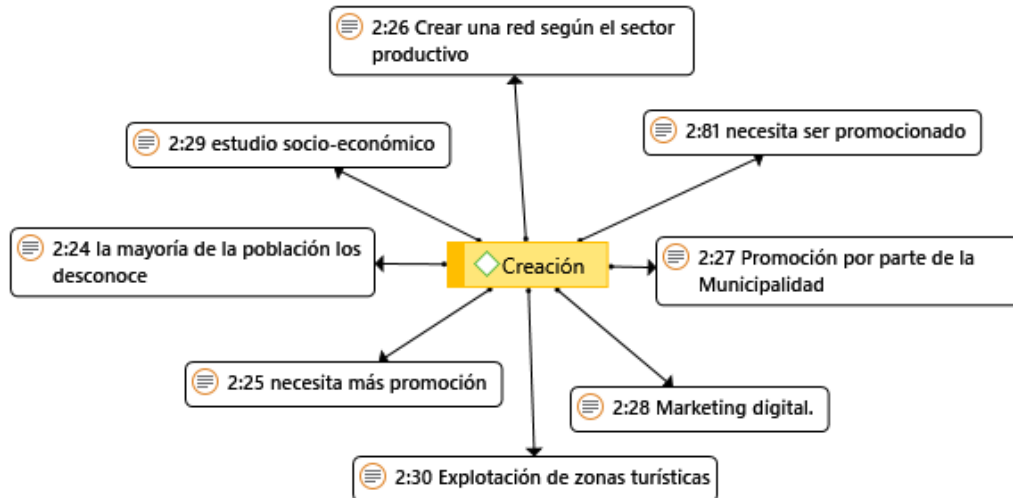 2:26 Crear una red según el sector
productivo
2:81 necesita ser promocionado
2:29 estudio socio-económico
2:24 la mayoría de la población los
desconoce
Creación
2:27 Promoción por parte de la
Municipalidad
2:25 necesita más promoción
2:28 Marketing digital.
2:30 Explotación de zonas turísticas